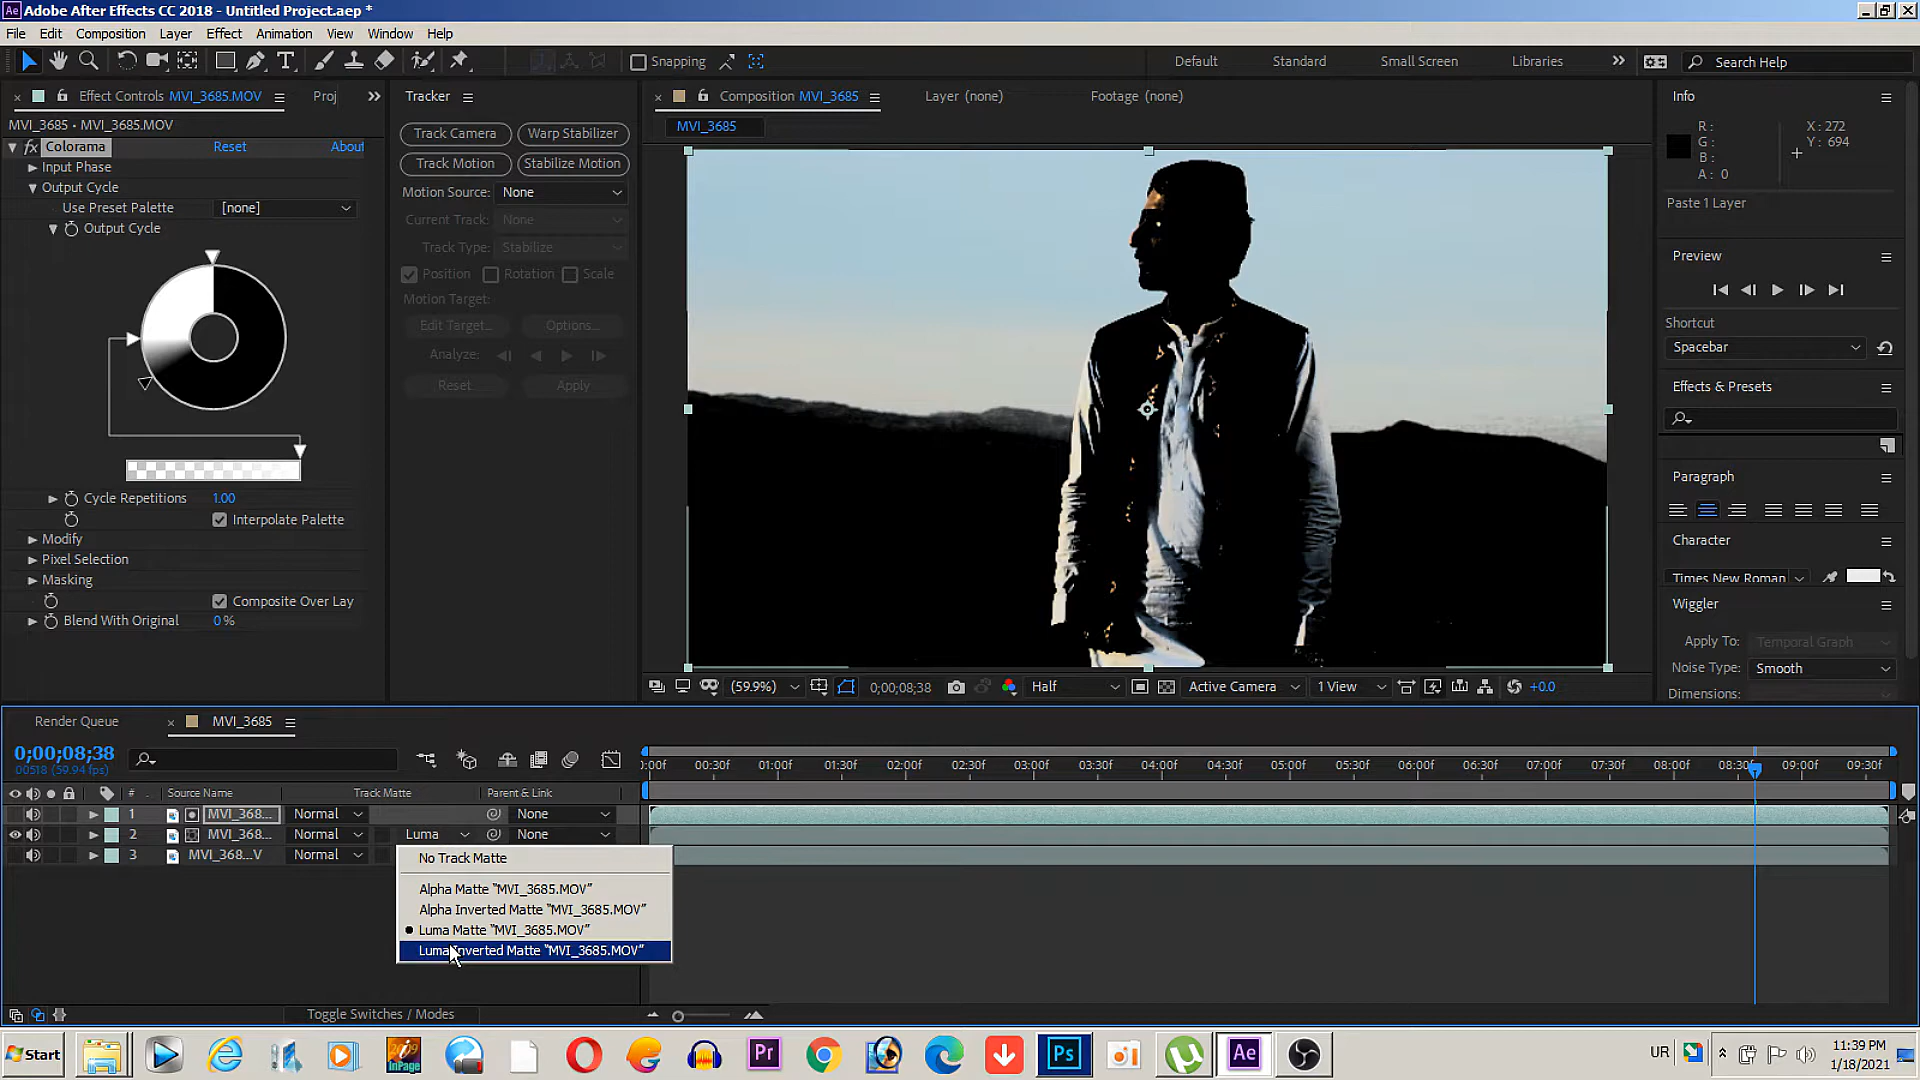 Ae Adobe After Effects CC 2018 - Untitled Project.aep *
File Edit Composition Layer Effect Animation View Window Help
Snapping Default Standard Small Screen Libraries Search Help
Effect Controls MVI_3685.MOV Proj
Tracker
Composition MVI_3685 Layer (none) Footage (none)
Info
MVI_3685 • MVI_3685.MOV
MVI_3685
fx Colorama Reset About
Input Phase
Output Cycle
Use Preset Palette [none]
Output Cycle
Cycle Repetitions 1.00
Interpolate Palette
Modify
Pixel Selection
Masking
Composite Over Lay
Blend With Original 0 %
Track Camera Warp Stabilizer
Track Motion Stabilize Motion
Motion Source: None
Current Track: None
Track Type: Stabilize
Position Rotation Scale
Motion Target:
Edit Target... Options...
Analyze:
Reset Apply
(59.9%) 0;00;08;38 Half Active Camera 1 View +0.0
R: X: 272
G: Y: 694
B:
A: 0
Paste 1 Layer
Preview
Shortcut
Spacebar
Effects & Presets
Paragraph
Character
Times New Roman
Wiggler
Apply To: Temporal Graph
Noise Type: Smooth
Dimensions:
Render Queue MVI_3685
0;00;08;38
00518 (59.94 fps)
):00f 00:30f 01:00f 01:30f 02:00f 02:30f 03:00f 03:30f 04:00f 04:30f 05:00f 05:30f 06:00f 06:30f 07:00f 07:30f 08:00f 08:30f 09:00f 09:30f
# Source Name Track Matte Parent & Link
1 MVI_368... Normal None
2 MVI_368... Normal Luma None
3 MVI_368...V Normal
No Track Matte
Alpha Matte "MVI_3685.MOV"
Alpha Inverted Matte "MVI_3685.MOV"
Luma Matte "MVI_3685.MOV"
Luma Inverted Matte "MVI_3685.MOV"
Toggle Switches / Modes
Start
2019
InPage
Pr
Ps
Ae
UR
11:39 PM
1/18/2021